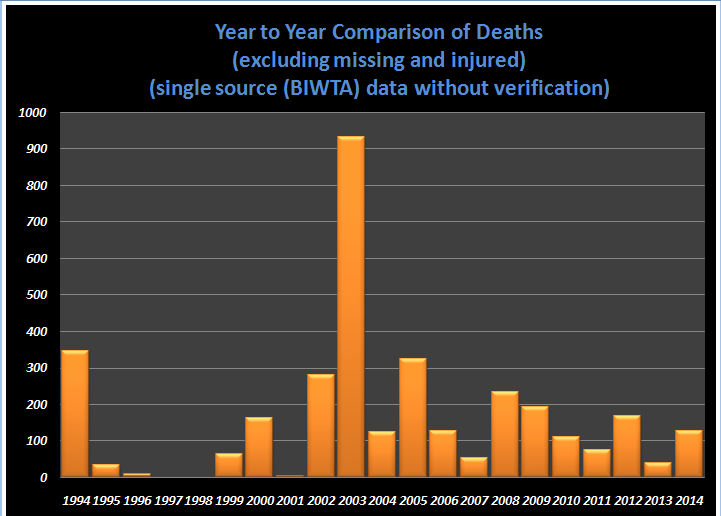 Year to Year Comparison of Deaths
(excluding missing and injured)
(single source (BIWTA) data without verification)
1000
900
800
700
600
500
400
300
200
100
0
1994 1995 1996 1997 1998 1999 2000 2001 2002 2003 2004 2005 2006 2007 2008 2009 2010 2011 2012 2013 2014